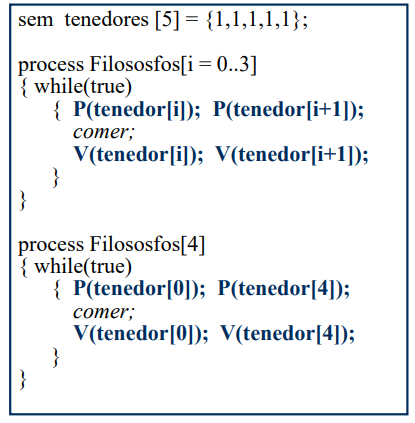 sem tenedores [5] = {1,1,1,1,1};
process Filososfos[i = 0..3]
{ while(true)
{ P(tenedor[i]); P(tenedor[i+1]);
comer;
V(tenedor[i]); V(tenedor[i+1]);
}
}
process Filososfos[4]
{ while(true)
{ P(tenedor[0]); P(tenedor[4]);
comer;
V(tenedor[0]); V(tenedor[4]);
}
}